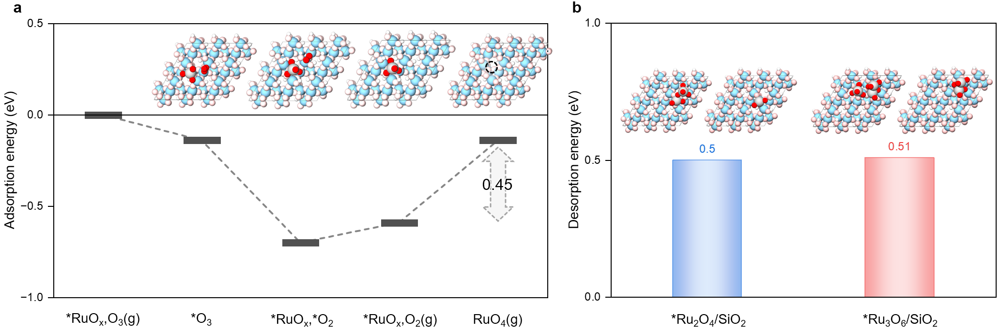 a
Adsorption energy (eV)
0.5
0.0
−0.5
−1.0
0.45
*RuOₓ,O₃(g)
*O₃
*RuOₓ,*O₂
*RuOₓ,O₂(g)
RuO₄(g)
b
Desorption energy (eV)
1.0
0.5
0.0
0.5
0.51
*Ru₂O₄/SiO₂
*Ru₃O₆/SiO₂